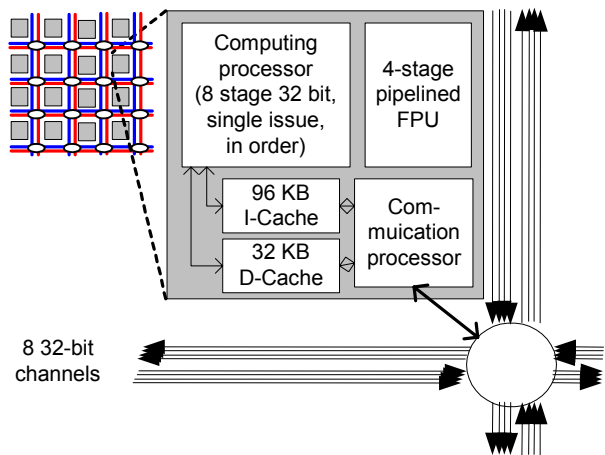 Computing
processor
(8 stage 32 bit,
single issue,
in order)
4-stage
pipelined
FPU
96 KB
I-Cache
32 KB
D-Cache
Com-
muication
processor
8 32-bit
channels